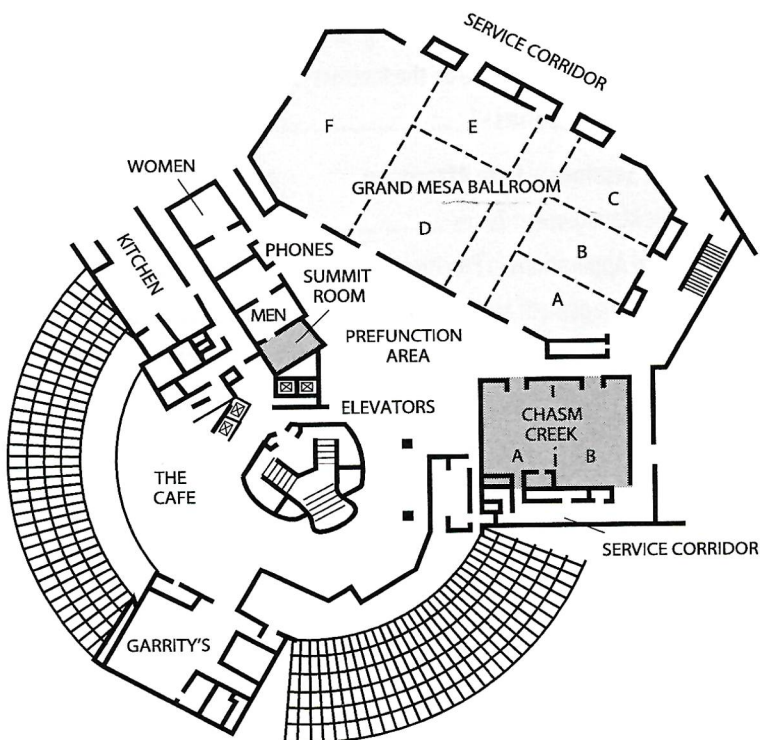 SERVICE CORRIDOR
F
E
WOMEN
GRAND MESA BALLROOM
C
D
B
PHONES
KITCHEN
SUMMIT
ROOM
A
MEN
PREFUNCTION
AREA
ELEVATORS
CHASM
CREEK
A
B
THE
CAFE
SERVICE CORRIDOR
GARRITY'S